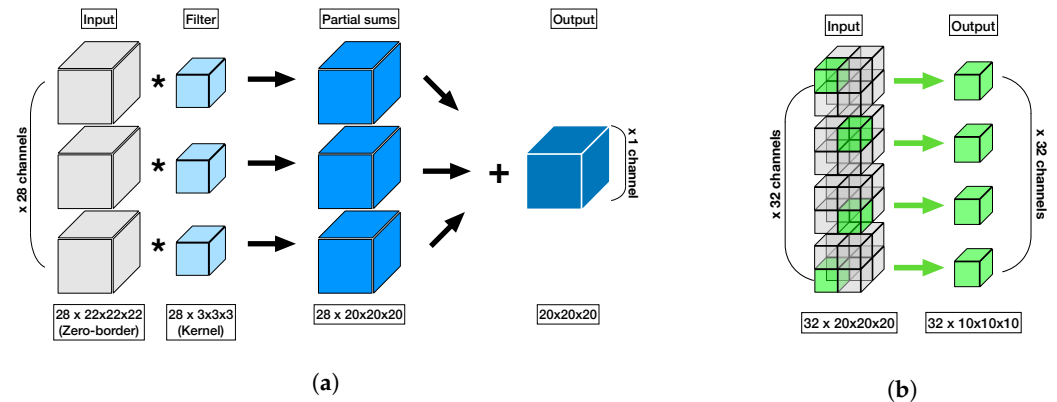 Input
Filter
Partial sums
Output
* 
*
*
+
x 28 channels
x 1 channel
28 x 22x22x22
(Zero-border)
28 x 3x3x3
(Kernel)
28 x 20x20x20
20x20x20
(a)
Input
Output
x 32 channels
x 32 channels
32 x 20x20x20
32 x 10x10x10
(b)